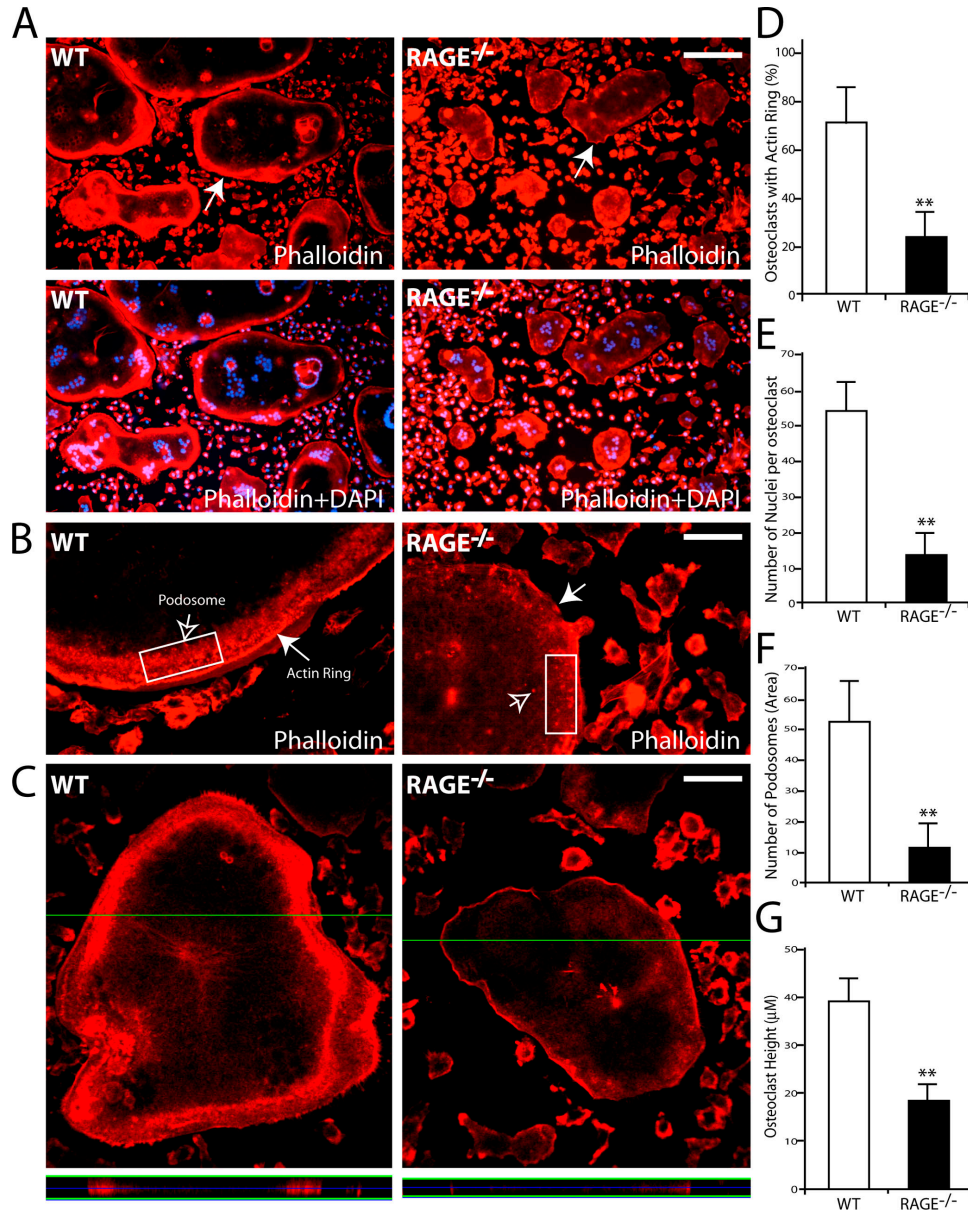 A
WT
Phalloidin
RAGE-/-
Phalloidin
WT
Phalloidin+DAPI
RAGE-/-
Phalloidin+DAPI
B
WT
Podosome
Actin Ring
Phalloidin
RAGE-/-
Phalloidin
C
WT
RAGE-/-
D
Osteoclasts with Actin Ring (%)
100
80
60
40
20
0
WT
RAGE-/-
**
E
Number of Nuclei per osteoclast
70
60
50
40
30
20
10
0
WT
RAGE-/-
**
F
Number of Podosomes (Area)
70
60
50
40
30
20
10
0
WT
RAGE-/-
**
G
Osteoclast Height (μM)
50
40
30
20
10
0
WT
RAGE-/-
**